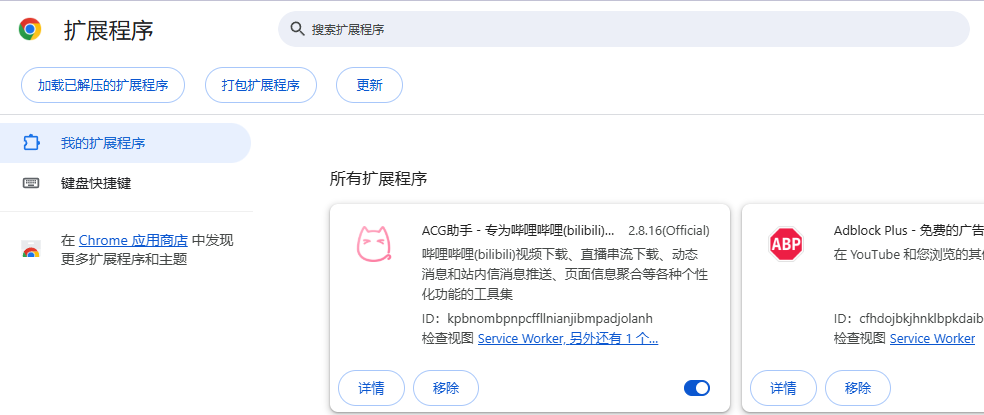 扩展程序
搜索扩展程序
加载已解压的扩展程序
打包扩展程序
更新
我的扩展程序
键盘快捷键
在 Chrome 应用商店 中发现
更多扩展程序和主题
所有扩展程序
ACG助手 - 专为哔哩哔哩(bilibili)... 2.8.16(Official)
哔哩哔哩(bilibili)视频下载、直播串流下载、动态
消息和站内信消息推送、页面信息聚合等各种个性
化功能的工具集
ID：kpbnombpnpcffllnianjibmpadjolanh
检查视图 Service Worker, 另外还有 1 个...
详情
移除
ABP
Adblock Plus - 免费的广告
在 YouTube 和您浏览的其
ID：cfhdojbkjhnklbpkdaib
检查视图 Service Worker
详情
移除